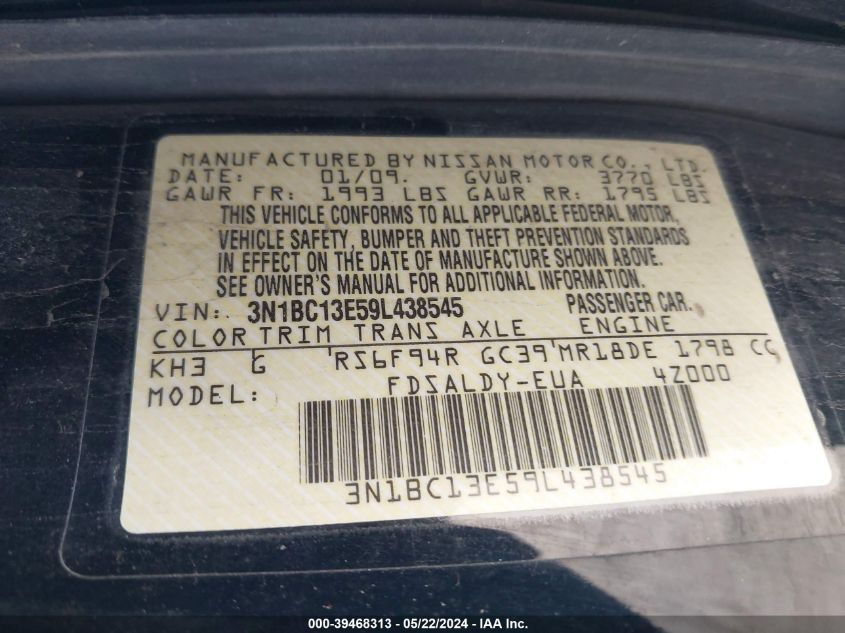 MANUFACTURED BY NISSAN MOTOR CO., LTD.
DATE: 01/09. GVWR: 3770 LBS
GAWR FR: 1993 LBS GAWR RR: 1795 LBS
THIS VEHICLE CONFORMS TO ALL APPLICABLE FEDERAL MOTOR
VEHICLE SAFETY, BUMPER AND THEFT PREVENTION STANDARDS
IN EFFECT ON THE DATE OF MANUFACTURE SHOWN ABOVE.
SEE OWNER'S MANUAL FOR ADDITIONAL INFORMATION.
VIN: 3N1BC13E59L438545 PASSENGER CAR.
COLOR TRIM TRANS AXLE ENGINE
KH3 G RS6F94R GC39 MR18DE 1798 CC
MODEL: FDSALDY-EUA 4Z000
3N1BC13E59L438545
000-39468313 - 05/22/2024 - IAA Inc.